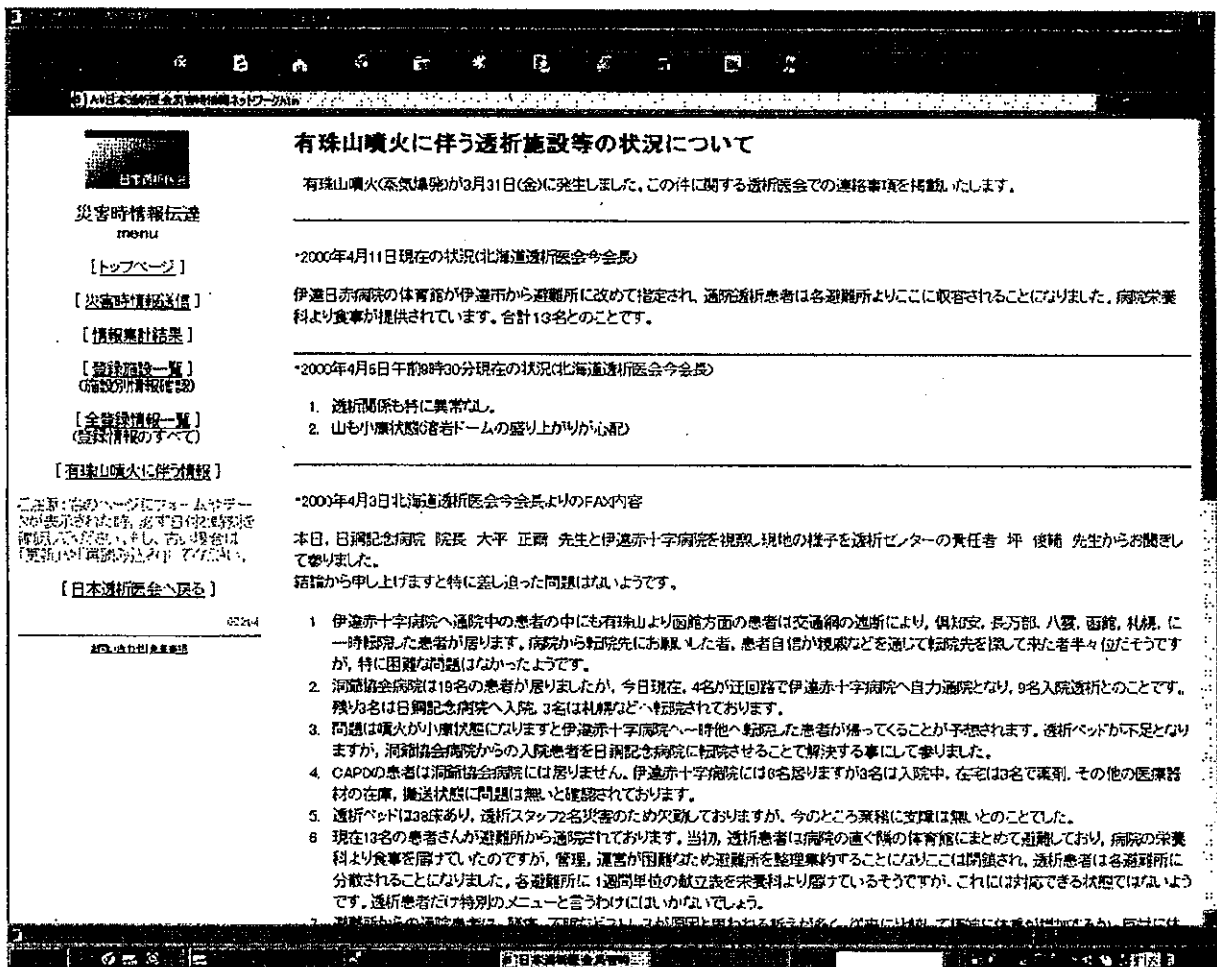 日本透析医会
災害時情報伝達
menu
[トップページ]
[災害時情報送信]
[情報集計結果]
[登録施設一覧]
(施設別情報確認)
[全登録情報一覧]
(登録情報のすべて)
[有珠山噴火に伴う情報]
[日本透析医会へ戻る]
有珠山噴火に伴う透析施設等の状況について
有珠山噴火(蒸気爆発)が3月31日(金)に発生しました。この件に関する透析医会での連絡事項を掲載いたします。
・2000年4月11日現在の状況(北海道透析医会今会長)
伊達日赤病院の体育館が伊達市から避難所に改めて指定され、通院透析患者は各避難所よりここに収容されることになりました。病院栄養
科より食事が提供されています。合計13名とのことです。
・2000年4月6日午前9時30分現在の状況(北海道透析医会今会長)
1. 透析関係も特に異常なし。
2. 山も小康状態(溶岩ドームの盛り上がりが心配)
・2000年4月3日北海道透析医会今会長よりのFAX内容
本日、日鋼記念病院 院長 大平 正爾 先生と伊達赤十字病院を視察し現地の様子を透析センターの責任者 坪 俊輔 先生からお聞きし
て参りました。
結論から申し上げますと特に差し迫った問題はないようです。
1 伊達赤十字病院へ通院中の患者の中にも有珠山より函館方面の患者は交通網の遮断により、倶知安、長万部、八雲、函館、札幌、に
一時転院した患者が居ります。病院から転院先にお願いした者、患者自信が親戚などを通じて転院先を探して来た者半々位だそうです
が、特に困難な問題はなかったようです。
2. 洞爺協会病院は19名の患者が居りましたが、今日現在、4名が迂回路で伊達赤十字病院へ自力通院となり、9名入院透析とのことです。
残り3名は日鋼記念病院へ入院、3名は札幌などへ転院されております。
3. 問題は噴火が小康状態になりますと伊達赤十字病院へ一時他へ転院した患者が帰ってくることが予想されます。透析ベッドが不足となり
ますが、洞爺協会病院からの入院患者を日鋼記念病院に転院させることで解決する事にして参りました。
4. CAPDの患者は洞爺協会病院には居りません。伊達赤十字病院には6名居りますが3名は入院中、在宅は3名で薬剤、その他の医療器
材の在庫、搬送状態に問題は無いと確認されております。
5. 透析ベッドは38床あり、透析スタッフ2名災害のため欠勤しておりますが、今のところ業務に支障は無いとのことでした。
6 現在13名の患者さんが避難所から通院されております。当初、透析患者は病院の直ぐ隣の体育館にまとめて避難しており、病院の栄養
科より食事を届けていたのですが、管理、運営が困難なため避難所を整理集約することになりここは閉鎖され、透析患者は各避難所に
分散されることになりました。各避難所に1週間単位の献立表を栄養科より届けているそうですが、これには対応できる状態ではないよう
です。透析患者だけ特別のメニューと言うわけにはいかないでしょう。